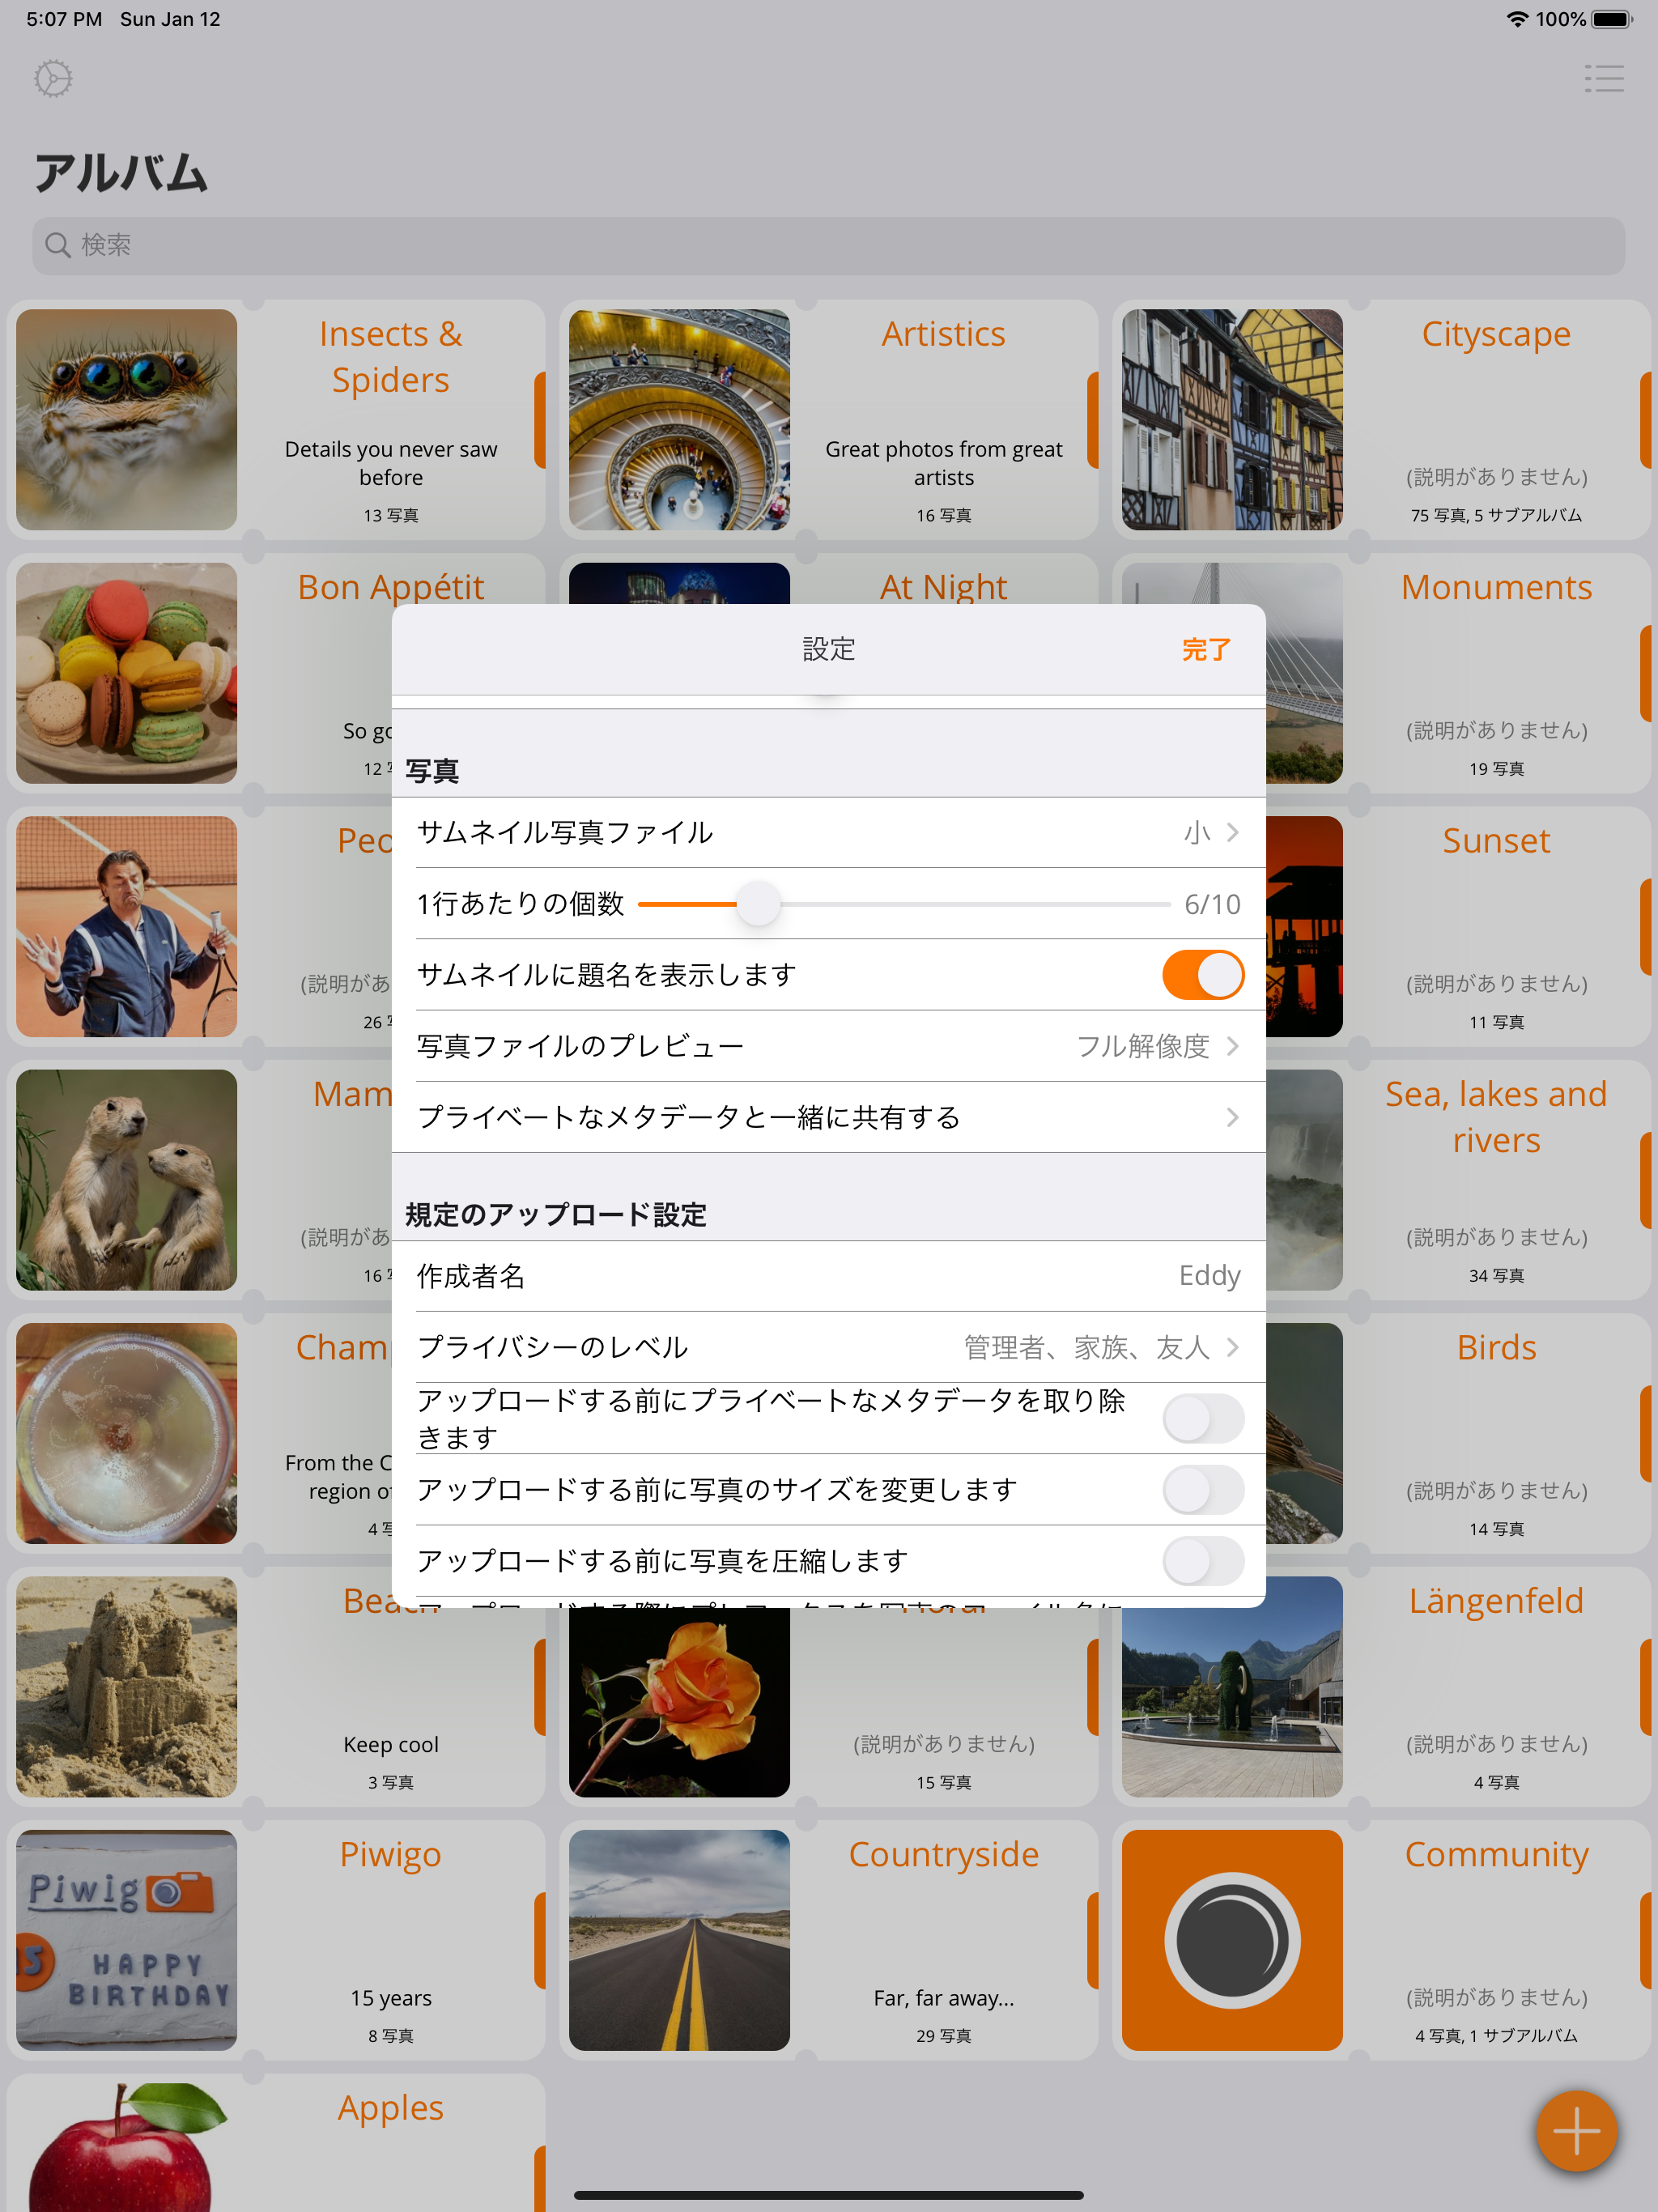 5:07 PM Sun Jan 12
100%
アルバム
検索
Insects &
Spiders
Details you never saw
before
13 写真
Artistics
Great photos from great
artists
16 写真
Cityscape
(説明がありません)
75 写真, 5 サブアルバム
Bon Appétit
So go
12
At Night
Monuments
(説明がありません)
19 写真
設定
完了
写真
サムネイル写真ファイル
小
1行あたりの個数
6/10
サムネイルに題名を表示します
写真ファイルのプレビュー
フル解像度
プライベートなメタデータと一緒に共有する
規定のアップロード設定
作成者名
Eddy
プライバシーのレベル
管理者、家族、友人
アップロードする前にプライベートなメタデータを取り除
きます
アップロードする前に写真のサイズを変更します
アップロードする前に写真を圧縮します
Peo
(説明があ
26
Sunset
(説明がありません)
11 写真
Mam
(説明があ
16
Sea, lakes and
rivers
(説明がありません)
34 写真
Cham
From the C
region of
4
Birds
(説明がありません)
14 写真
Beach
Keep cool
3 写真
(説明がありません)
15 写真
Längenfeld
(説明がありません)
4 写真
Piwigo
HAPPY
BIRTHDAY
Piwigo
15 years
8 写真
Countryside
Far, far away...
29 写真
Community
(説明がありません)
4 写真, 1 サブアルバム
Apples